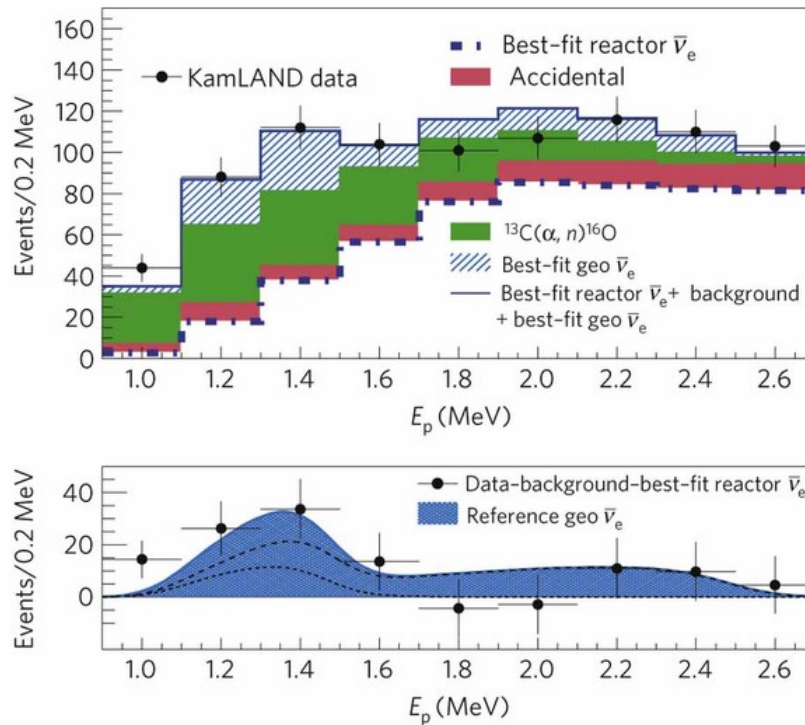 160
140
120
100
80
60
40
20
0
Events/0.2 MeV
KamLAND data
Best-fit reactor ν̅e
Accidental
¹³C(α, n)¹⁶O
Best-fit geo ν̅e
Best-fit reactor ν̅e+ background
+ best-fit geo ν̅e
1.0 1.2 1.4 1.6 1.8 2.0 2.2 2.4 2.6
Ep (MeV)
40
20
0
Events/0.2 MeV
Data-background-best-fit reactor ν̅e
Reference geo ν̅e
1.0 1.2 1.4 1.6 1.8 2.0 2.2 2.4 2.6
Ep (MeV)